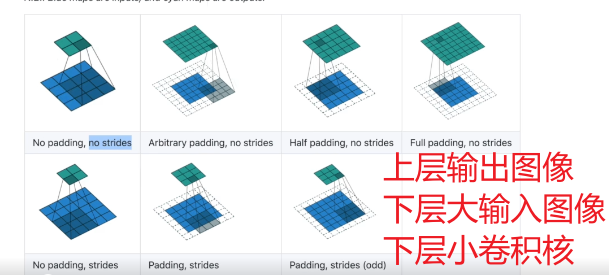 N.B.: Blue maps are inputs, and cyan maps are outputs.
No padding, no strides
Arbitrary padding, no strides
Half padding, no strides
Full padding, no strides
上层输出图像
下层大输入图像
下层小卷积核
No padding, strides
Padding, strides
Padding, strides (odd)